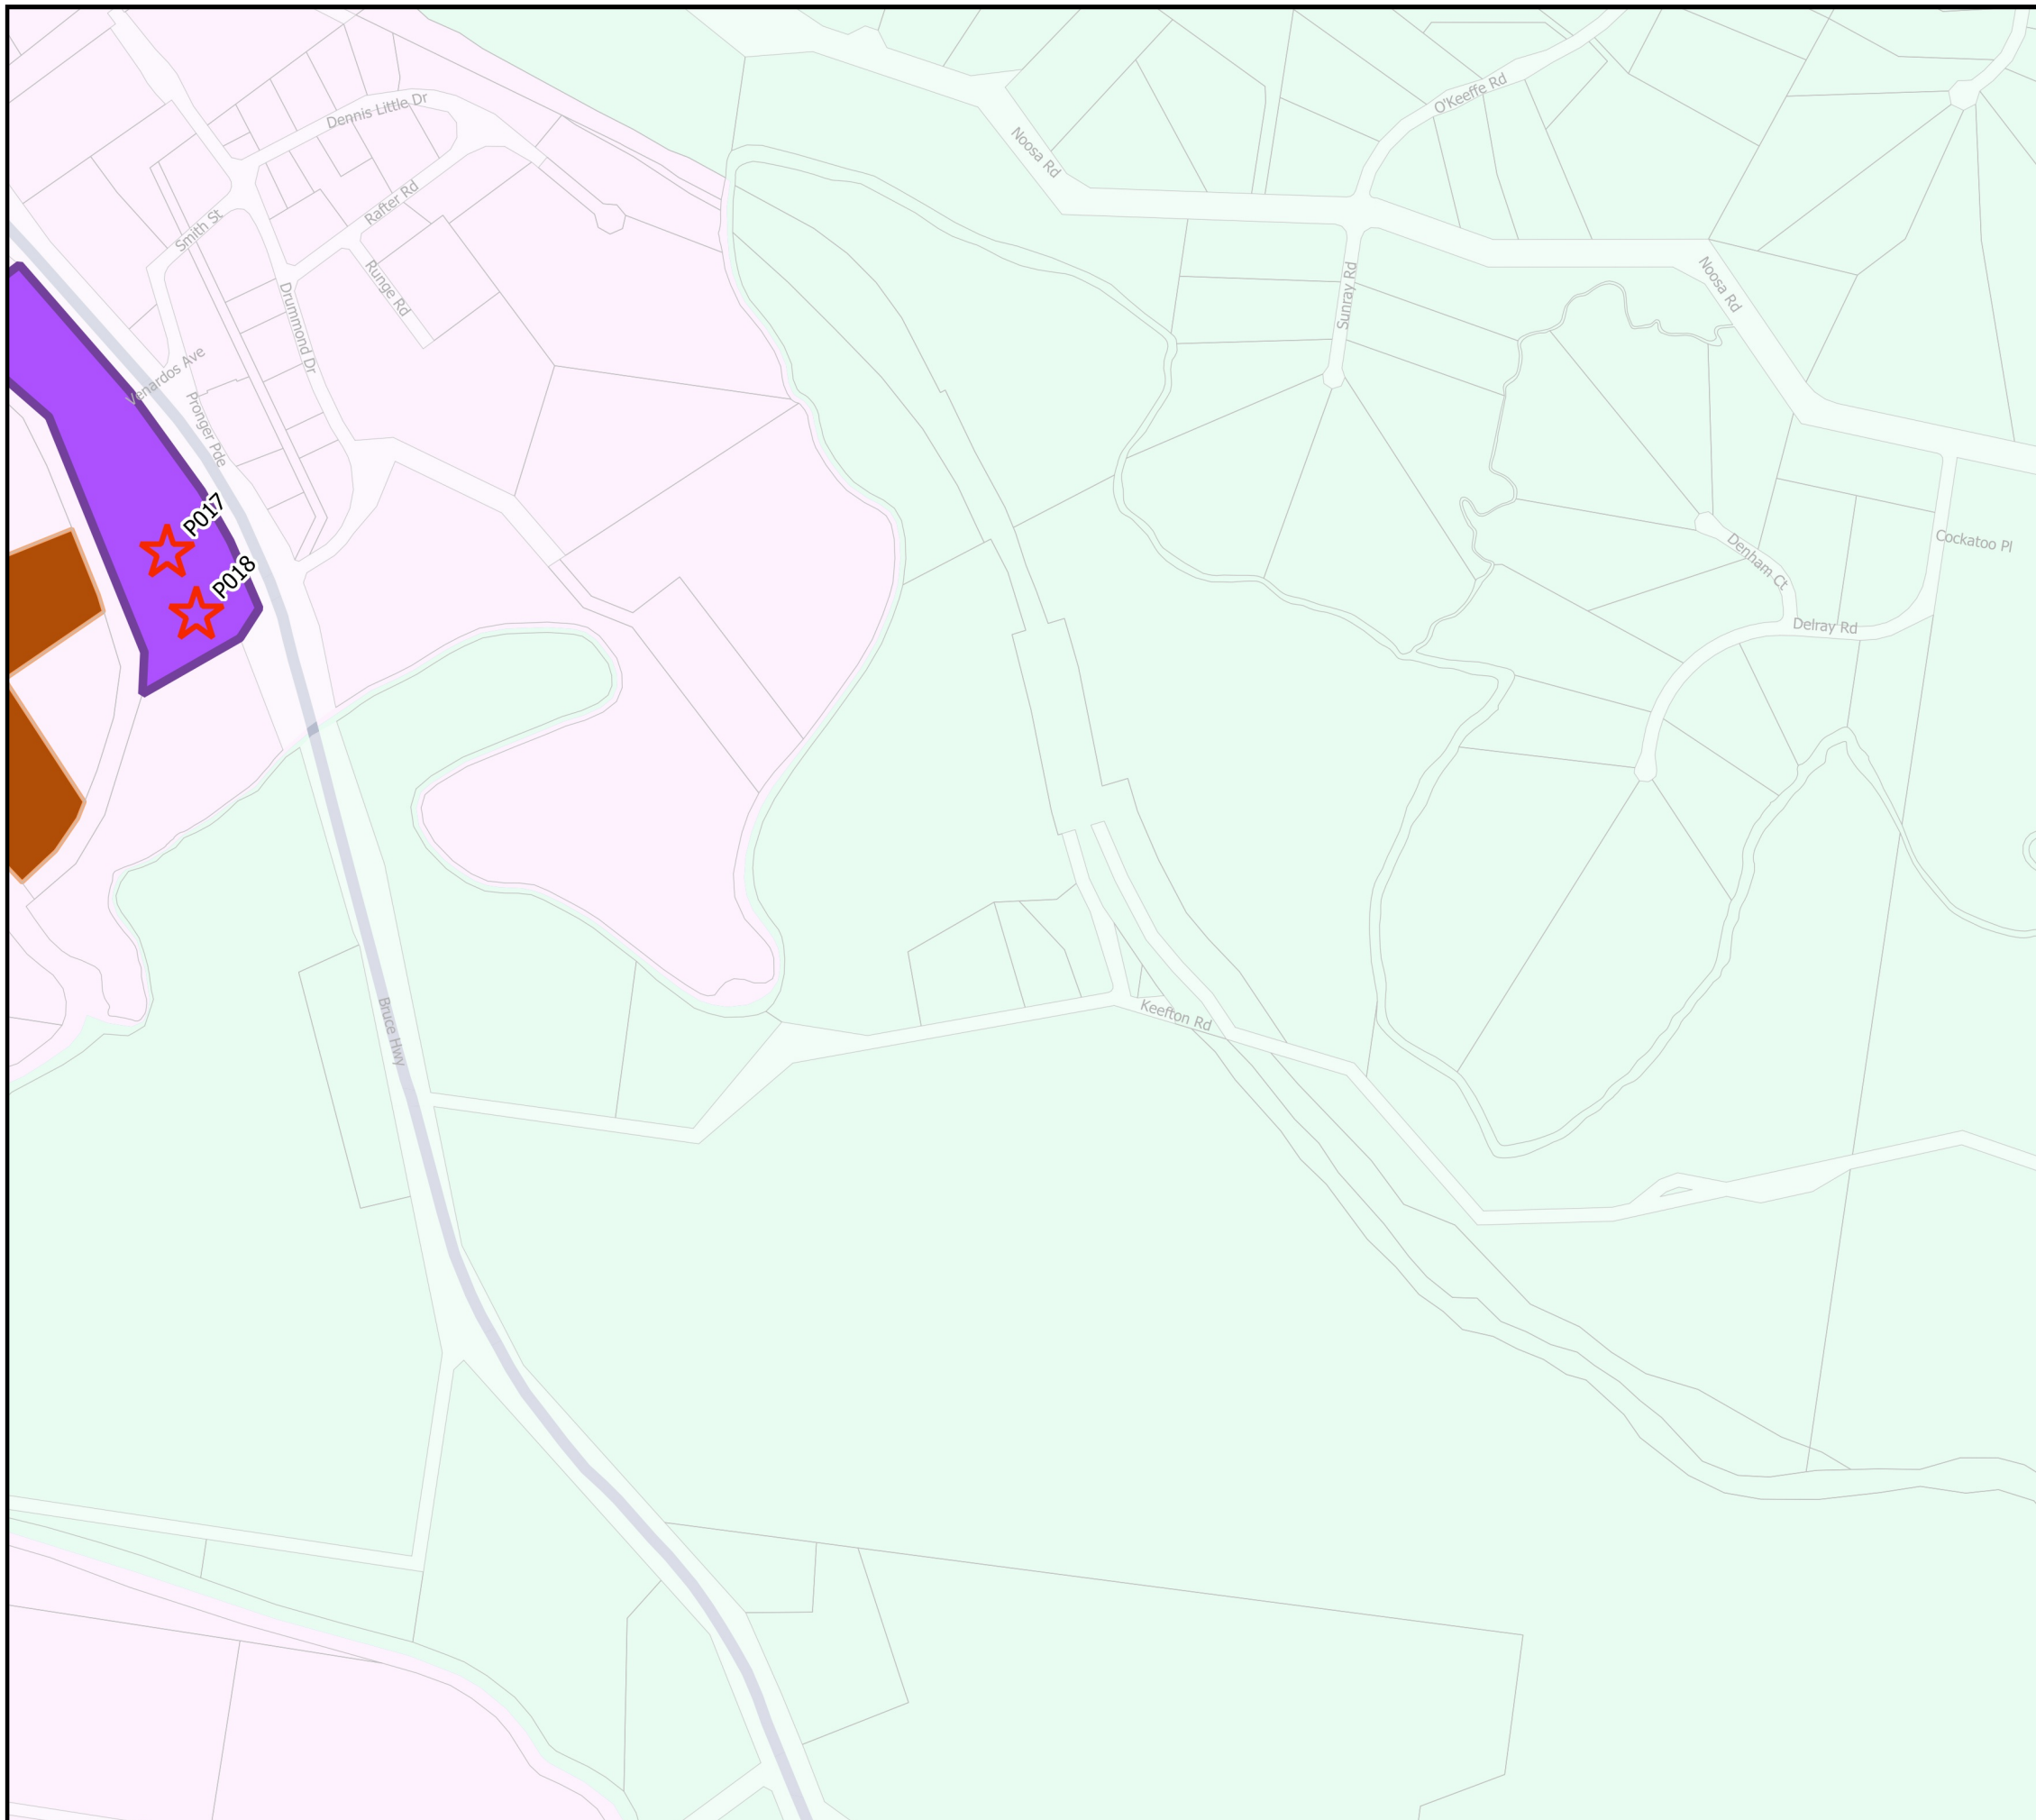 Dennis Little Dr
O'Keeffe Rd
Noosa Rd
Rafter Rd
Smith St
Runge Rd
Drummond Dr
Sunray Rd
Noosa Rd
Venardos Ave
Pronger Pde
P017
P018
Cockatoo Pl
Denham Ct
Delray Rd
Bruce Hwy
Keefton Rd